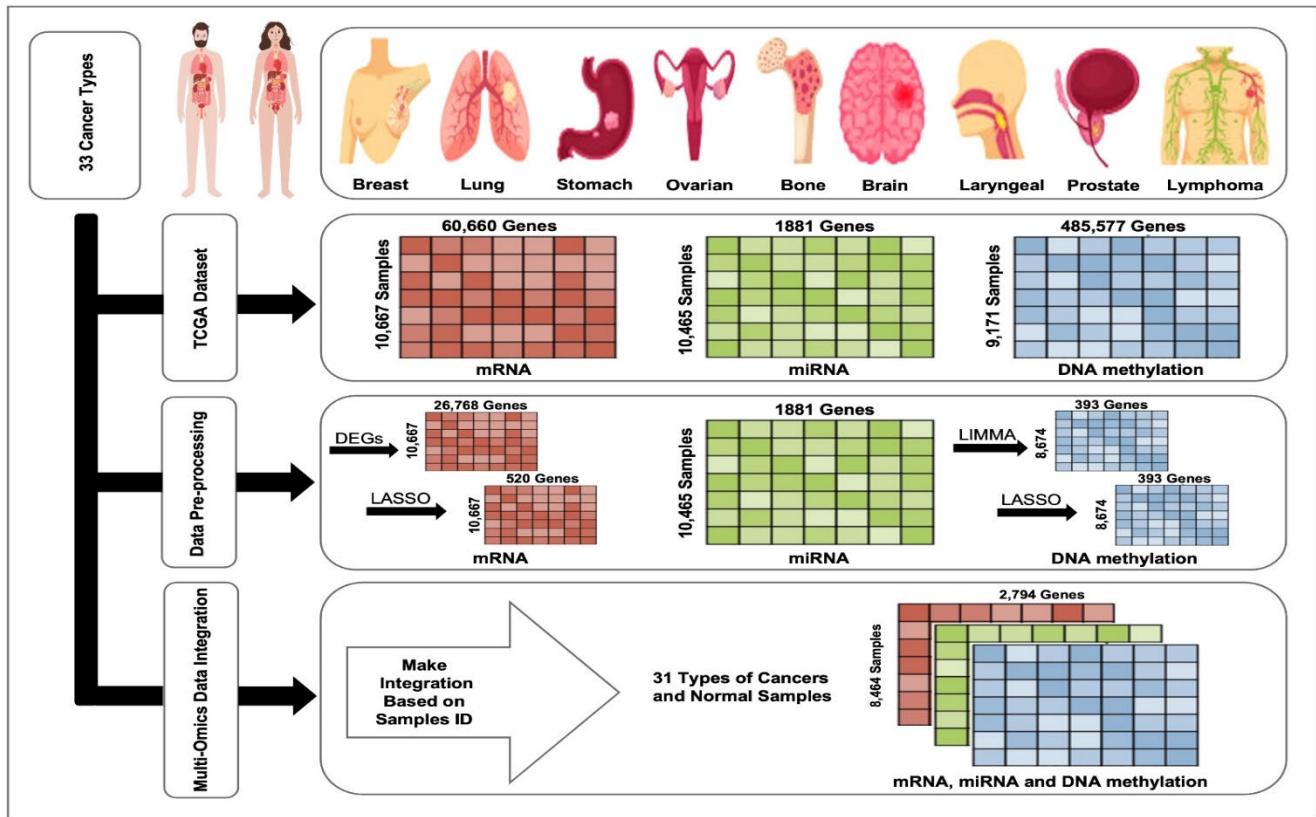 33 Cancer Types
Breast
Lung
Stomach
Ovarian
Bone
Brain
Laryngeal
Prostate
Lymphoma
TCGA Dataset
60,660 Genes
10,667 Samples
mRNA
1881 Genes
10,465 Samples
miRNA
485,577 Genes
9,171 Samples
DNA methylation
Data Pre-processing
DEGs
26,768 Genes
10,667
LASSO
520 Genes
10,667
mRNA
1881 Genes
10,465 Samples
miRNA
LIMMA
393 Genes
8,674
LASSO
393 Genes
8,674
DNA methylation
Multi-Omics Data Integration
Make
Integration
Based on
Samples ID
31 Types of Cancers
and Normal Samples
2,794 Genes
8,464 Samples
mRNA, miRNA and DNA methylation